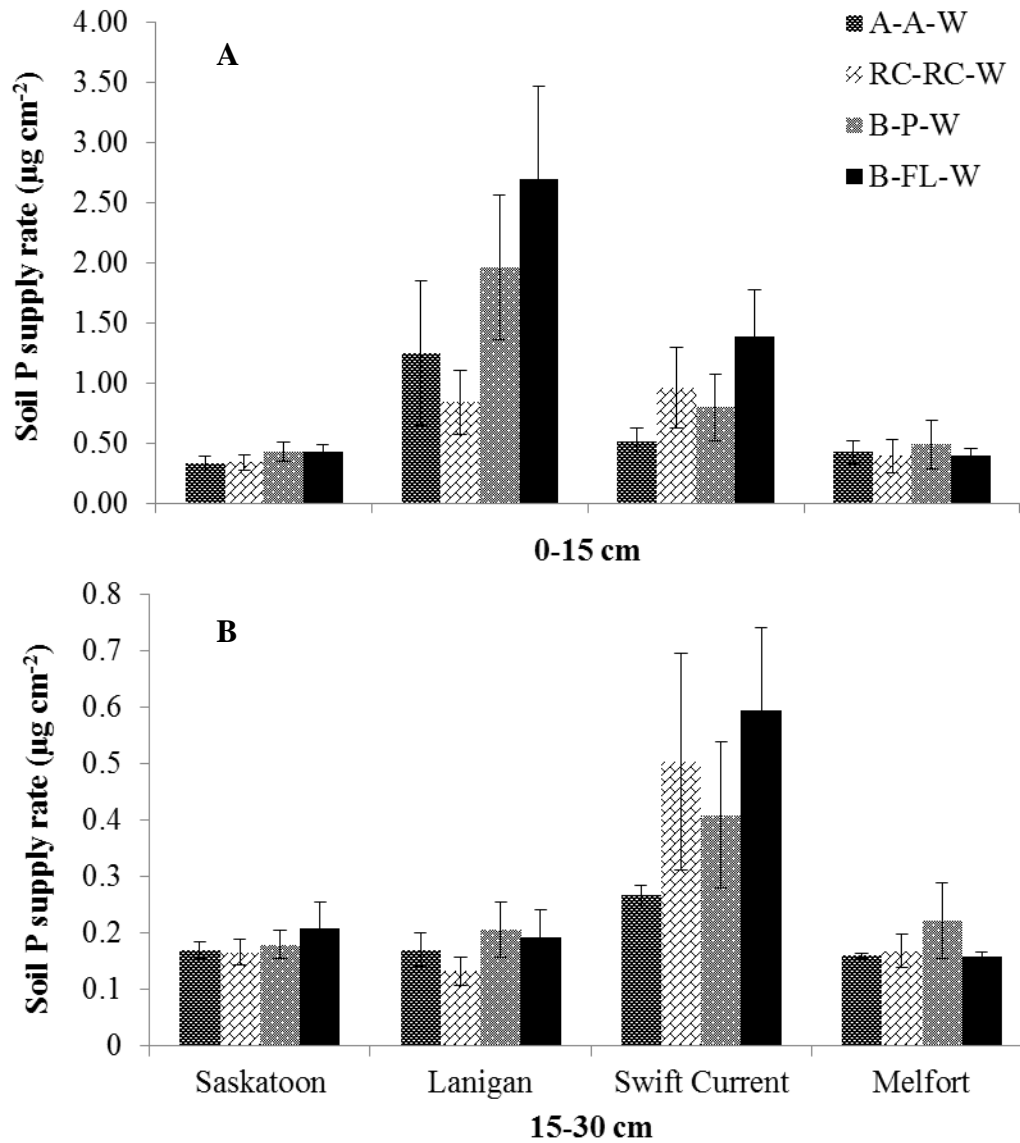 A
A-A-W
RC-RC-W
B-P-W
B-FL-W
Soil P supply rate (µg cm-2)
4.00
3.50
3.00
2.50
2.00
1.50
1.00
0.50
0.00
0-15 cm
B
Soil P supply rate (µg cm-2)
0.8
0.7
0.6
0.5
0.4
0.3
0.2
0.1
0
Saskatoon Lanigan Swift Current Melfort
15-30 cm